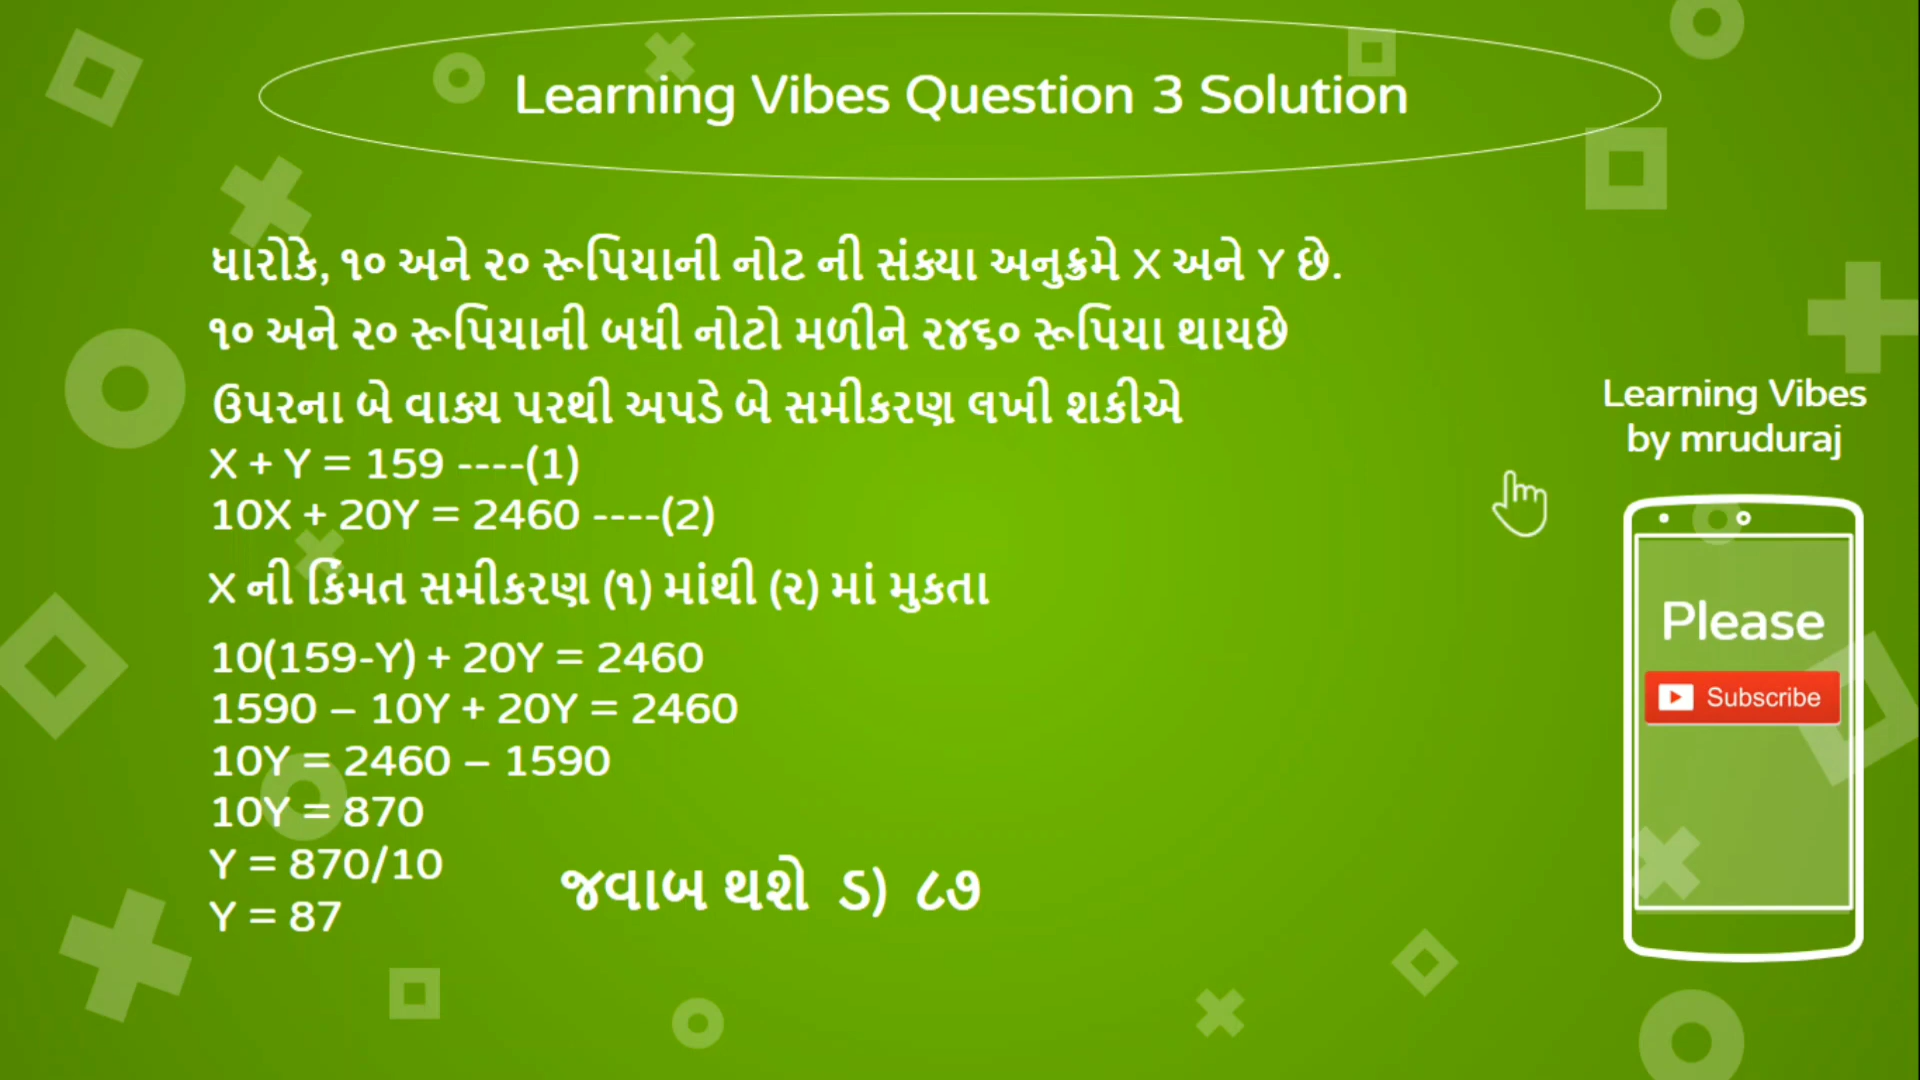 Learning Vibes Question 3 Solution
ધારોકે, ૧૦ અને ૨૦ રૂપિયાની નોટ ની સંક્યા અનુક્રમે X અને Y છે.
૧૦ અને ૨૦ રૂપિયાની બધી નોટો મળીને ૨૪૬૦ રૂપિયા થાયછે
ઉપરના બે વાક્ય પરથી અપડે બે સમીકરણ લખી શકીએ
X + Y = 159 ----(1)
10X + 20Y = 2460 ----(2)
X ની કિંમત સમીકરણ (૧) માંથી (૨) માં મુકતા
10(159-Y) + 20Y = 2460
1590 – 10Y + 20Y = 2460
10Y = 2460 – 1590
10Y = 870
Y = 870/10
Y = 87
જવાબ થશે ડ) ૮૭
Learning Vibes
by mruduraj
Please
Subscribe